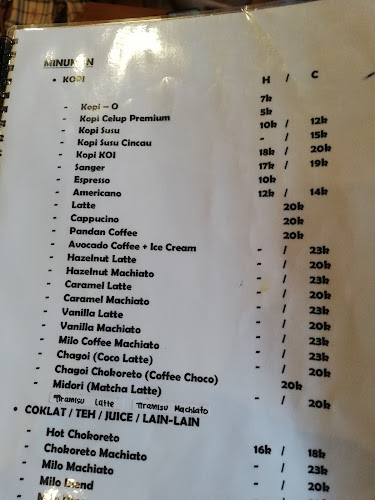 MINUMAN
• KOPI H / C
- Kopi – O 7k
- Kopi Celup Premium 5k
- Kopi Susu 10k / 12k
- Kopi Susu Cincau - / 15k
- Kopi KOI 18k / 20k
- Sanger 17k / 19k
- Espresso 10k
- Americano 12k / 14k
- Latte 20k
- Cappucino 20k
- Pandan Coffee 20k
- Avocado Coffee + Ice Cream - / 23k
- Hazelnut Latte - / 20k
- Hazelnut Machiato - / 23k
- Caramel Latte - / 20k
- Caramel Machiato - / 23k
- Vanilla Latte - / 20k
- Vanilla Machiato - / 23k
- Milo Coffee Machiato - / 23k
- Chagoi (Coco Latte) - / 20k
- Chagoi Chokoreto (Coffee Choco) 20k
- Midori (Matcha Latte) - / 20k
Tiramisu Latte Tiramisu Machiato
• COKLAT / TEH / JUICE / LAIN-LAIN
- Hot Chokoreto 16k / 18k
- Chokoreto Machiato - / 23k
- Milo Machiato - / 20k
- Milo Blend